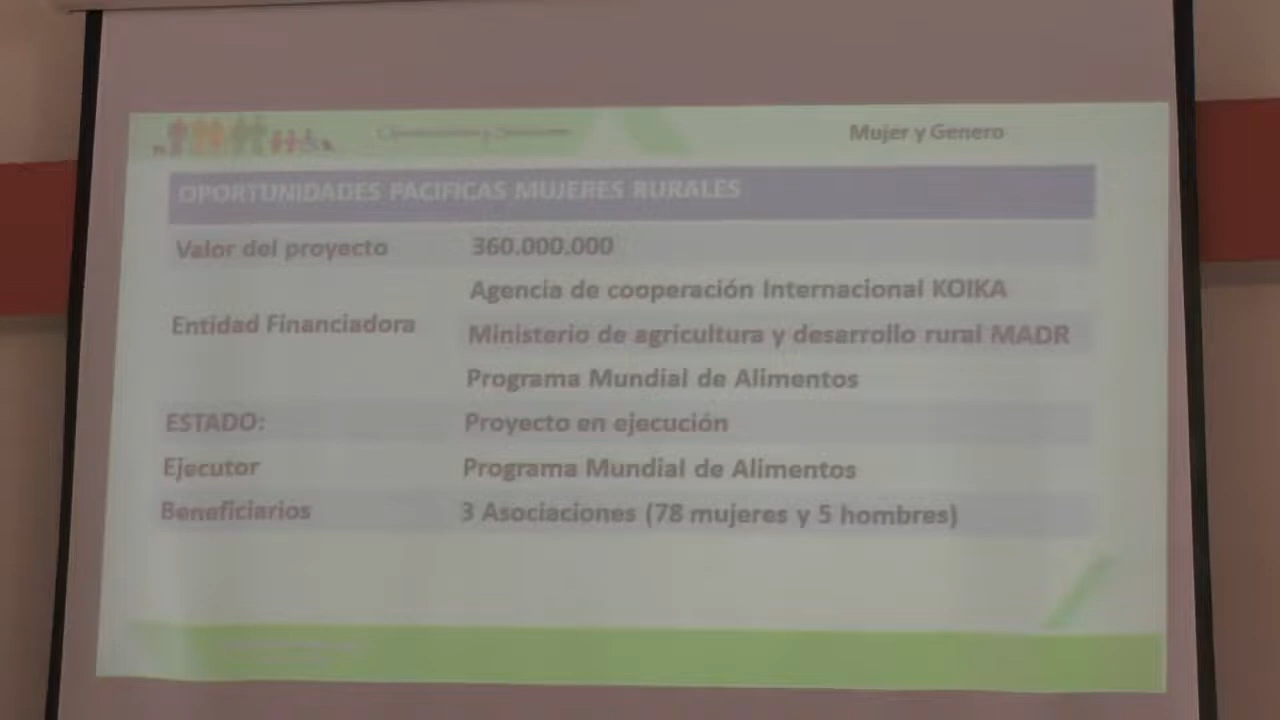 Mujer y Genero
OPORTUNIDADES PACIFICAS MUJERES RURALES
Valor del proyecto 360.000.000
Entidad Financiadora
Agencia de cooperación Internacional KOIKA
Ministerio de agricultura y desarrollo rural MADR
Programa Mundial de Alimentos
ESTADO: Proyecto en ejecución
Ejecutor Programa Mundial de Alimentos
Beneficiarios 3 Asociaciones (78 mujeres y 5 hombres)